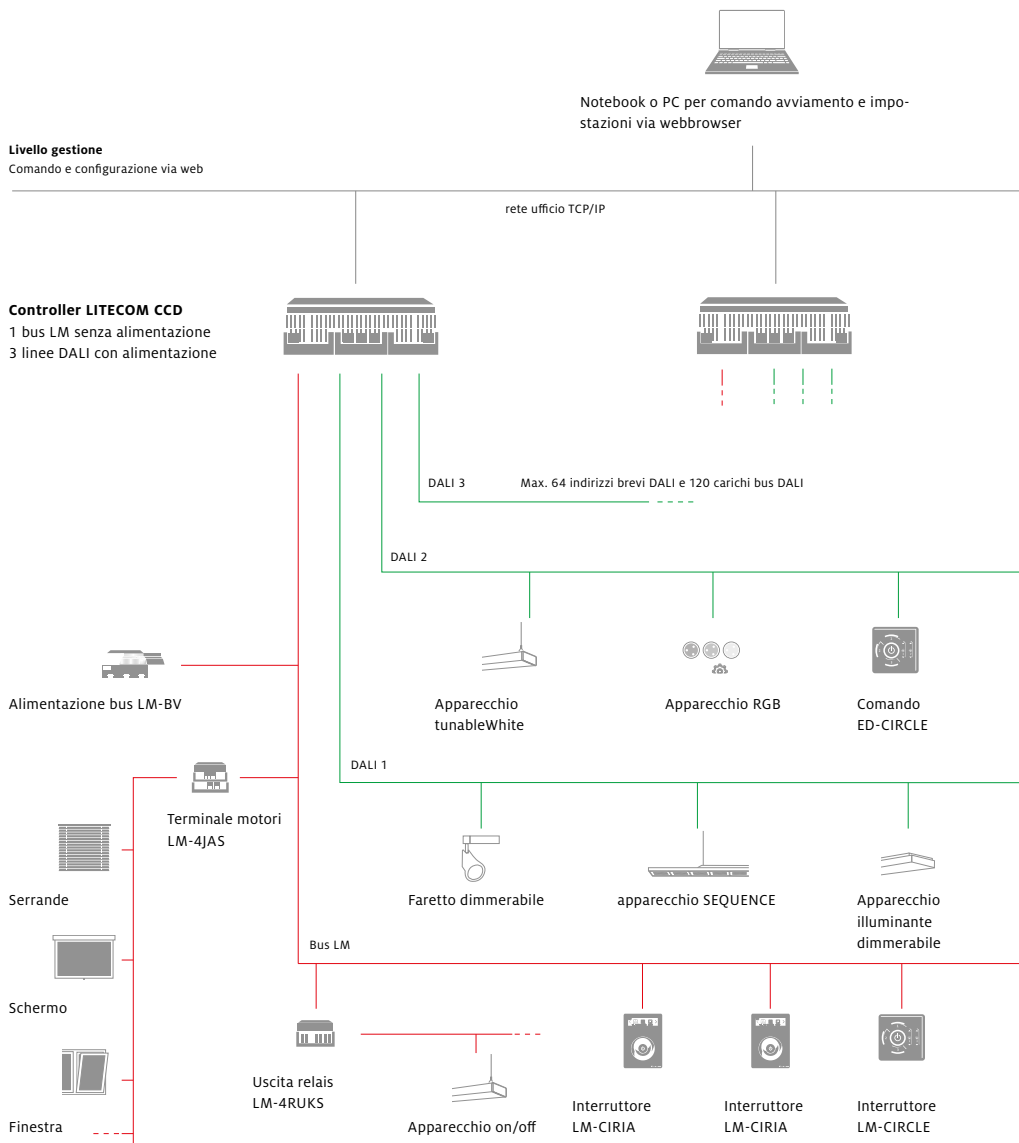 Notebook o PC per comando avviamento e impo-
stazioni via webbrowser
Livello gestione
Comando e configurazione via web
rete ufficio TCP/IP
Controller LITECOM CCD
1 bus LM senza alimentazione
3 linee DALI con alimentazione
DALI 3
Max. 64 indirizzi brevi DALI e 120 carichi bus DALI
DALI 2
Alimentazione bus LM-BV
Apparecchio
tunableWhite
Apparecchio RGB
Comando
ED-CIRCLE
DALI 1
Terminale motori
LM-4JAS
Serrande
Faretto dimmerabile
apparecchio SEQUENCE
Apparecchio
illuminante
dimmerabile
Bus LM
Schermo
Uscita relais
LM-4RUKS
Finestra
Apparecchio on/off
Interruttore
LM-CIRIA
Interruttore
LM-CIRIA
Interruttore
LM-CIRCLE